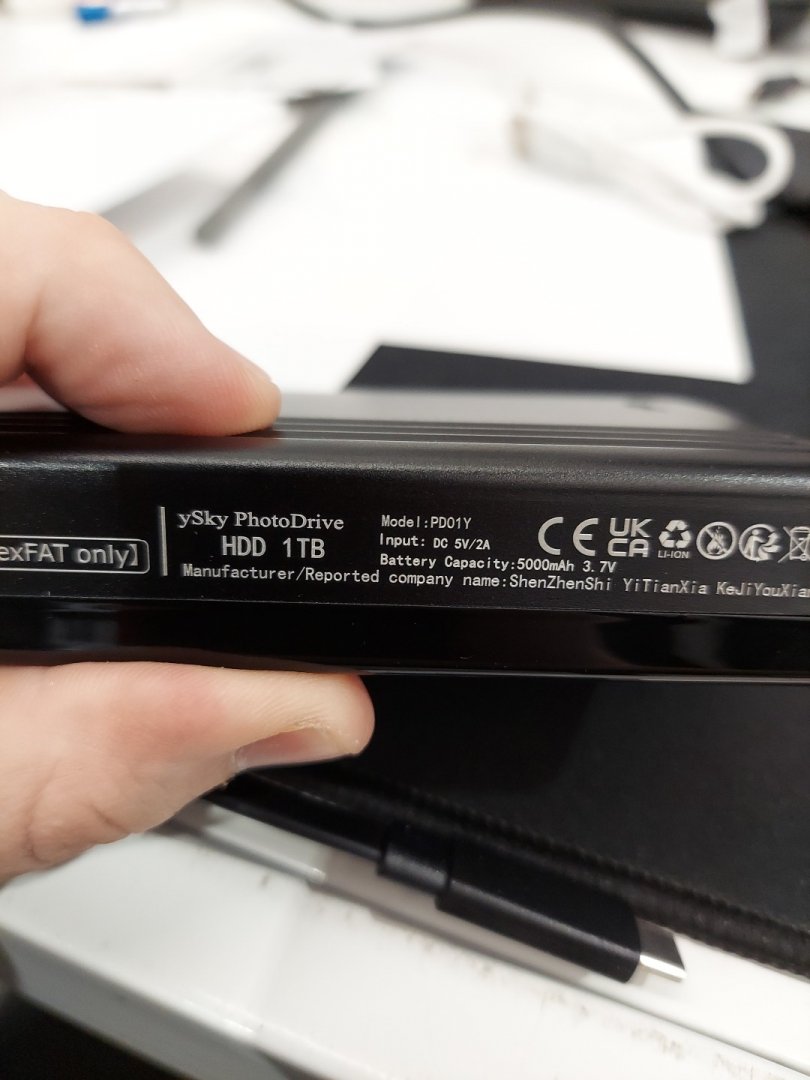 exFAT only】
ySky PhotoDrive
HDD 1TB
Model:PD01Y
Input: DC 5V/2A
Battery Capacity:5000mAh 3.7V
Manufacturer/Reported company name:ShenZhenShi YiTianXia KeJiYouXian
CE
UK
CA
LI-ION